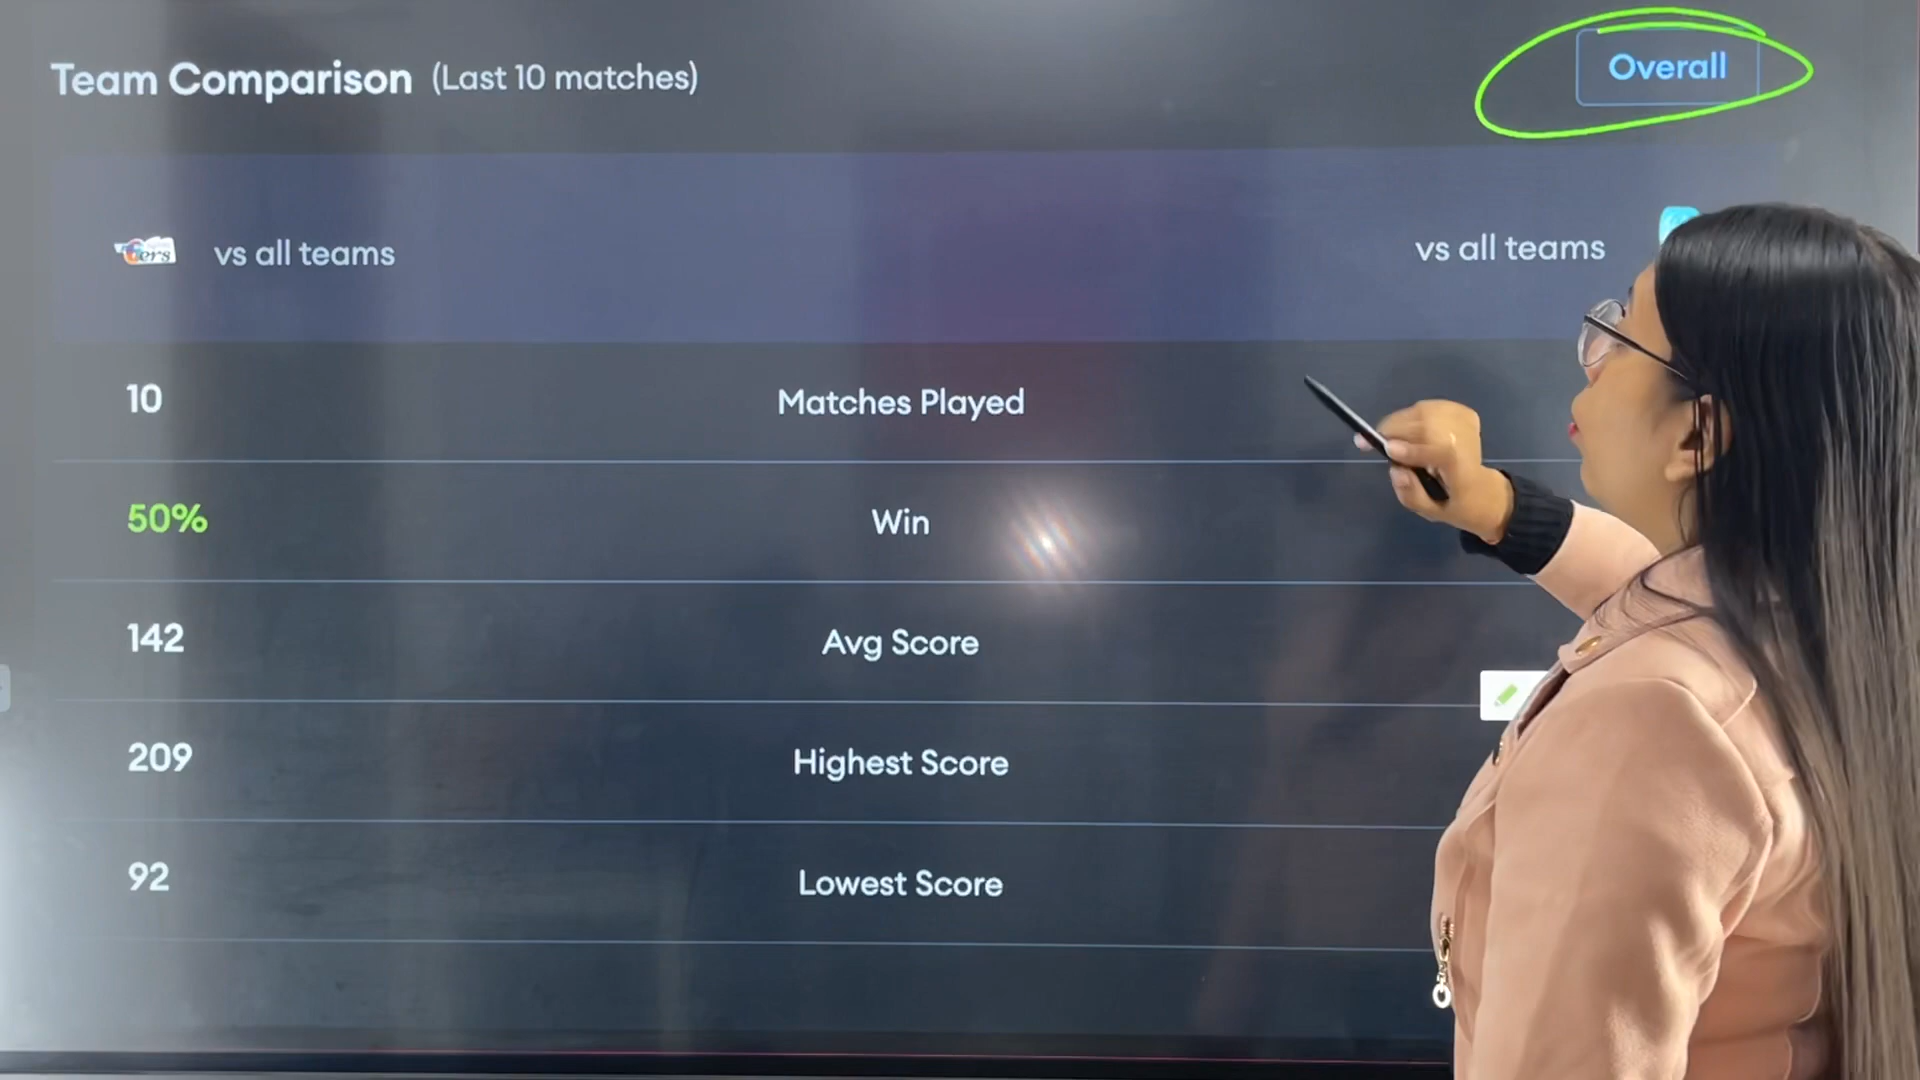 Team Comparison (Last 10 matches)
Overall
vs all teams
vs all teams
10 Matches Played
50% Win
142 Avg Score
209 Highest Score
92 Lowest Score